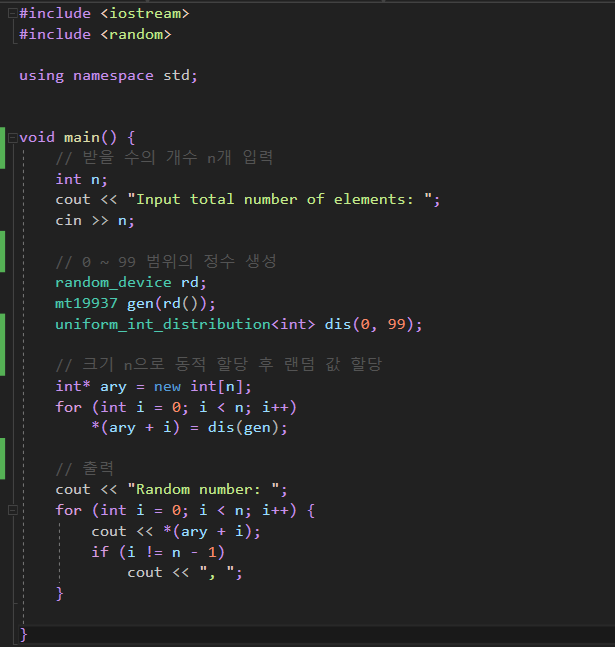 #include <iostream>
#include <random>
using namespace std;
void main() {
// 받을 수의 개수 n개 입력
int n;
cout << "Input total number of elements: ";
cin >> n;
// 0 ~ 99 범위의 정수 생성
random_device rd;
mt19937 gen(rd());
uniform_int_distribution<int> dis(0, 99);
// 크기 n으로 동적 할당 후 랜덤 값 할당
int* ary = new int[n];
for (int i = 0; i < n; i++)
*(ary + i) = dis(gen);
// 출력
cout << "Random number: ";
for (int i = 0; i < n; i++) {
cout << *(ary + i);
if (i != n - 1)
cout << ", ";
}
}